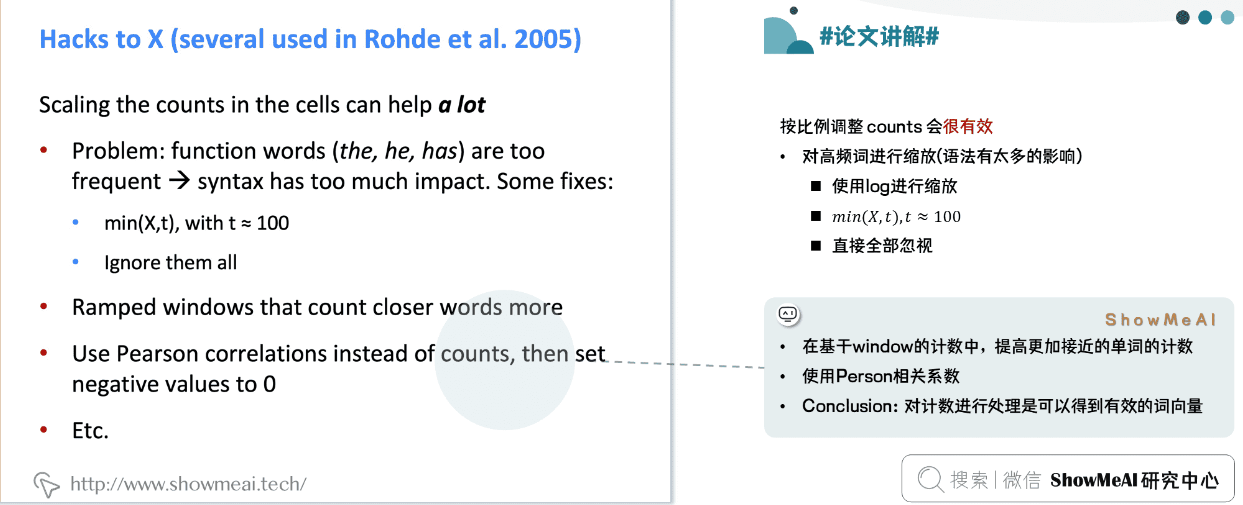 Hacks to X (several used in Rohde et al. 2005)
Scaling the counts in the cells can help a lot
• Problem: function words (the, he, has) are too
frequent → syntax has too much impact. Some fixes:
• min(X,t), with t ≈ 100
• Ignore them all
• Ramped windows that count closer words more
• Use Pearson correlations instead of counts, then set
negative values to 0
• Etc.
http://www.showmeai.tech/
#论文讲解#
按比例调整 counts 会很有效
• 对高频词进行缩放(语法有太多的影响)
■ 使用log进行缩放
■ min(X,t),t ≈ 100
■ 直接全部忽视
ShowMeAI
• 在基于window的计数中，提高更加接近的单词的计数
• 使用Person相关系数
• Conclusion: 对计数进行处理是可以得到有效的词向量
搜索 | 微信 ShowMeAI 研究中心